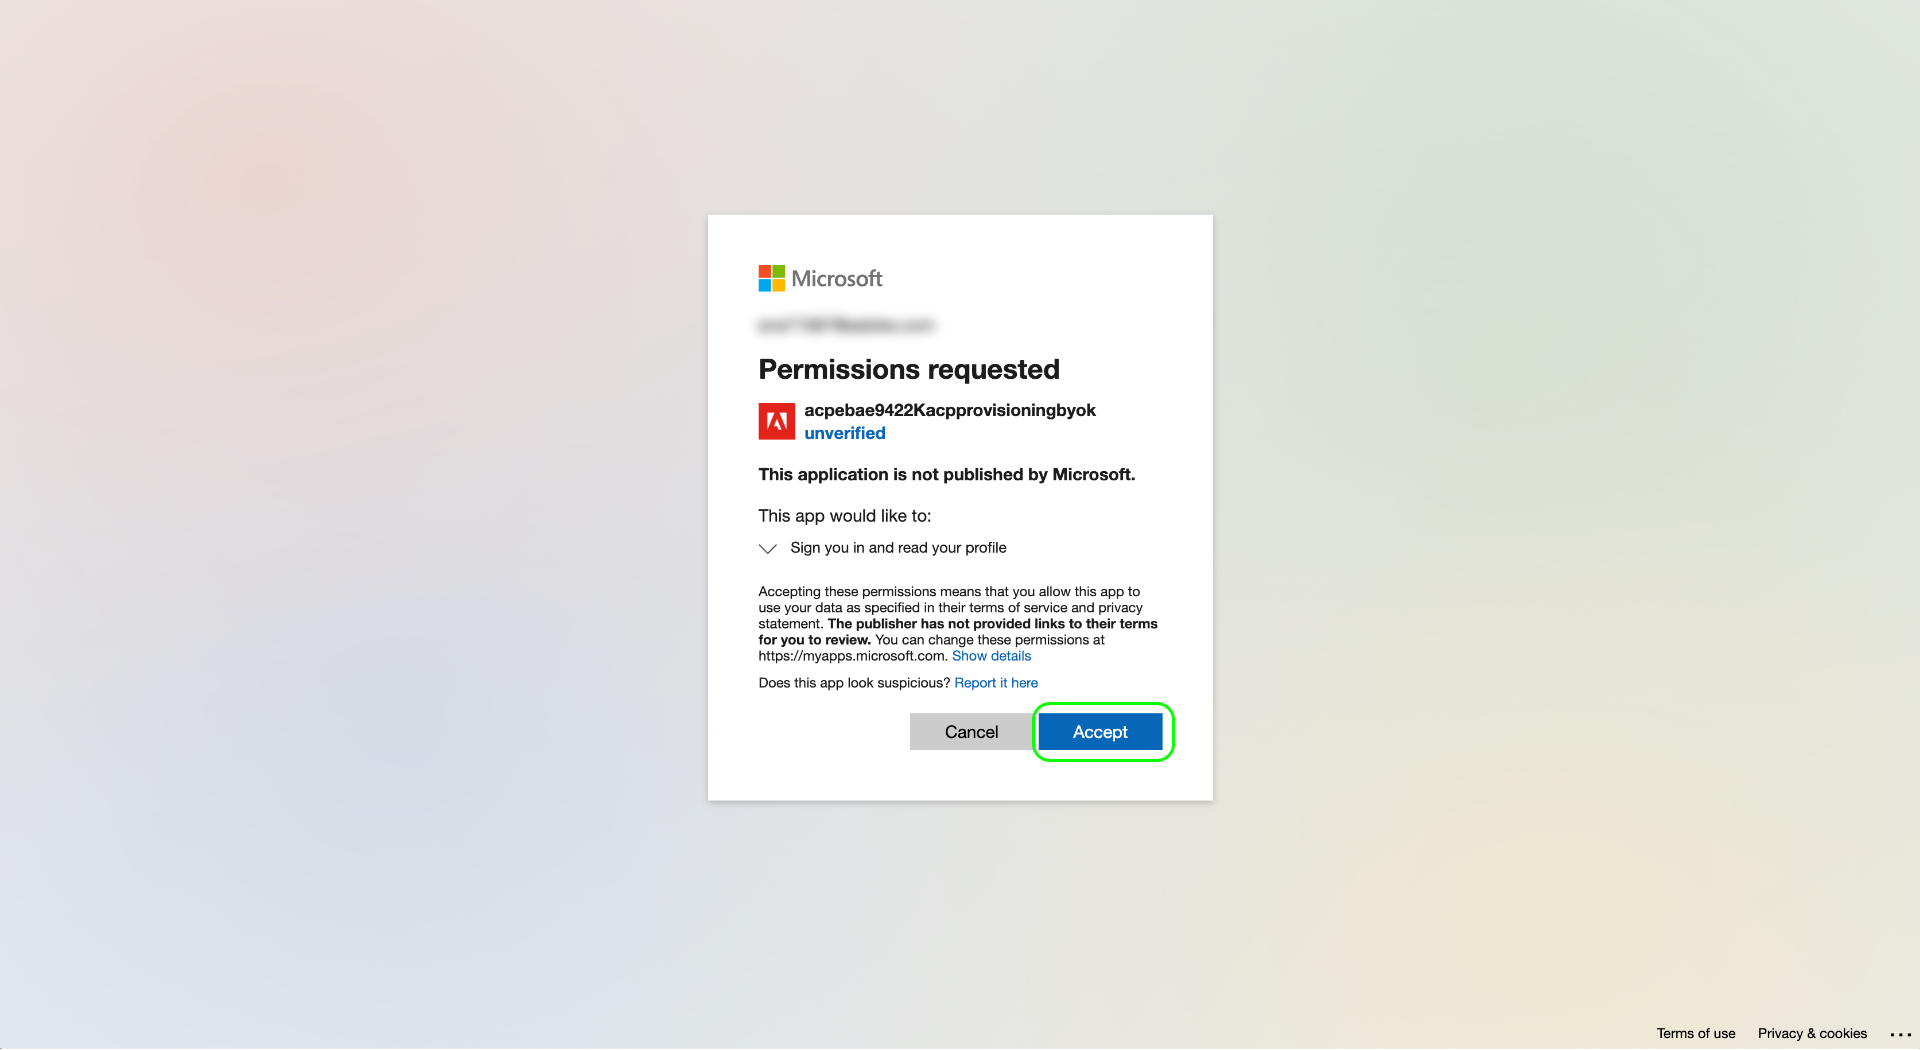 Microsoft
Permissions requested
acpebae9422Kacpprovisioningbyok
unverified
This application is not published by Microsoft.
This app would like to:
Sign you in and read your profile
Accepting these permissions means that you allow this app to
use your data as specified in their terms of service and privacy
statement. The publisher has not provided links to their terms
for you to review. You can change these permissions at
https://myapps.microsoft.com. Show details
Does this app look suspicious? Report it here
Cancel Accept
Terms of use Privacy & cookies ...